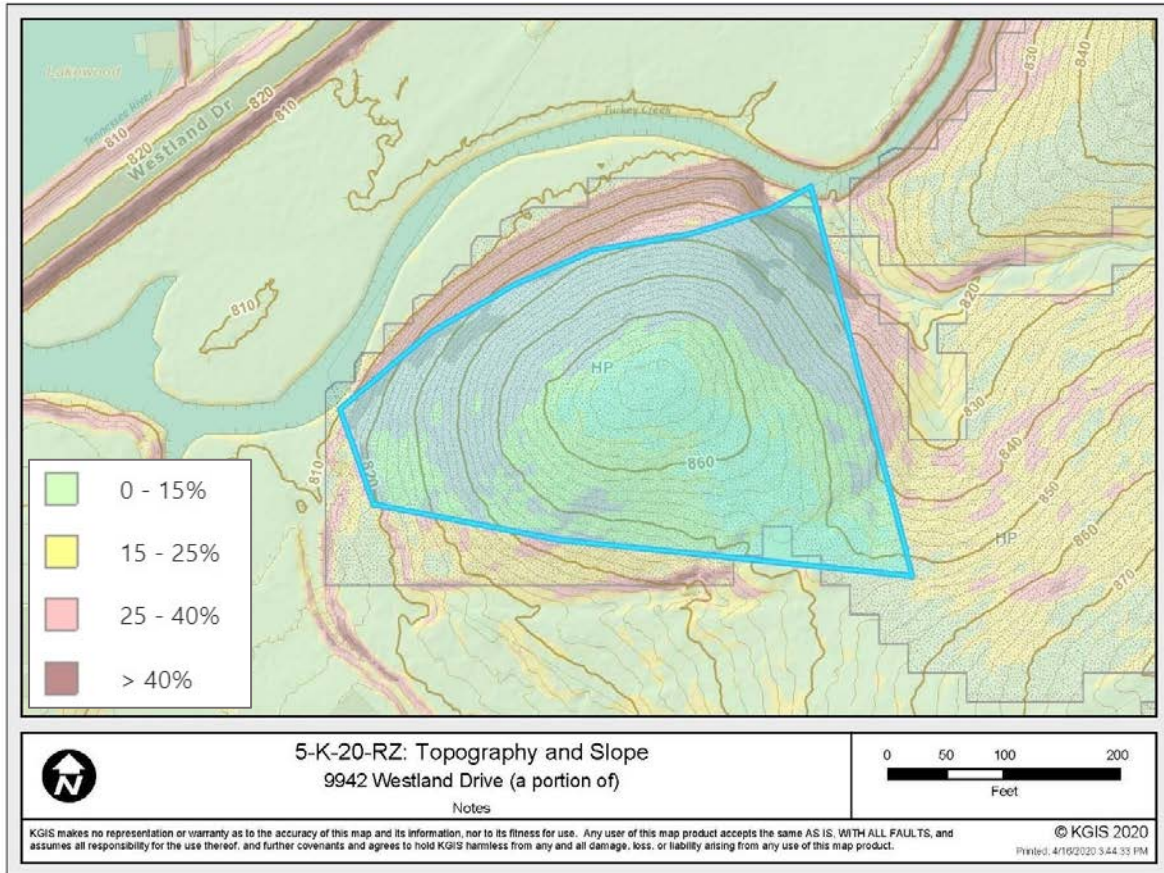 Lakewood
Tennessee River
810
820
Westland Dr
820
810
Turkey Creek
830
840
810
820
HP
830
860
840
850
HP
860
870
810
820
0 - 15%
15 - 25%
25 - 40%
> 40%
N
5-K-20-RZ: Topography and Slope
9942 Westland Drive (a portion of)
Notes
0 50 100 200
Feet
KGIS makes no representation or warranty as to the accuracy of this map and its information, nor to its fitness for use. Any user of this map product accepts the same AS IS, WITH ALL FAULTS, and
assumes all responsibility for the use thereof, and further covenants and agrees to hold KGIS harmless from any and all damage, loss, or liability arising from any use of this map product.
© KGIS 2020
Printed: 4/16/2020 3:44:33 PM